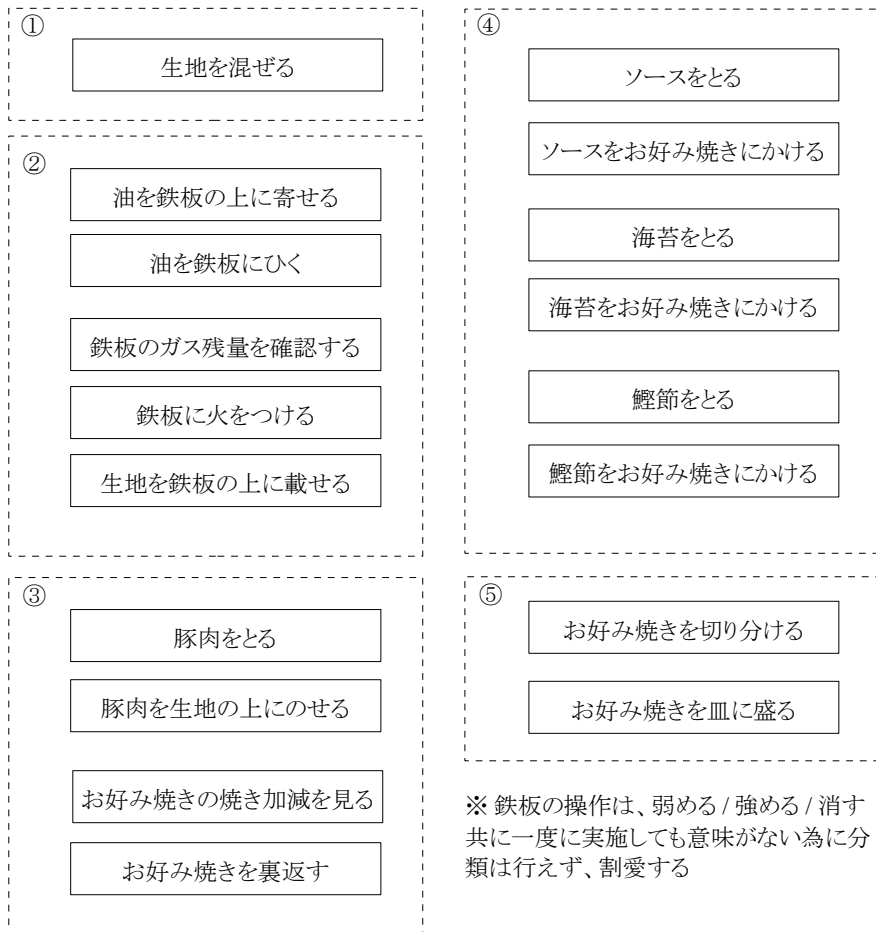 ①
生地を混ぜる
②
油を鉄板の上に寄せる
油を鉄板にひく
鉄板のガス残量を確認する
鉄板に火をつける
生地を鉄板の上に載せる
③
豚肉をとる
豚肉を生地の上にのせる
お好み焼きの焼き加減を見る
お好み焼きを裏返す
④
ソースをとる
ソースをお好み焼きにかける
海苔をとる
海苔をお好み焼きにかける
鰹節をとる
鰹節をお好み焼きにかける
⑤
お好み焼きを切り分ける
お好み焼きを皿に盛る
※ 鉄板の操作は、弱める / 強める / 消す
共に一度に実施しても意味がない為に分
類は行えず、割愛する